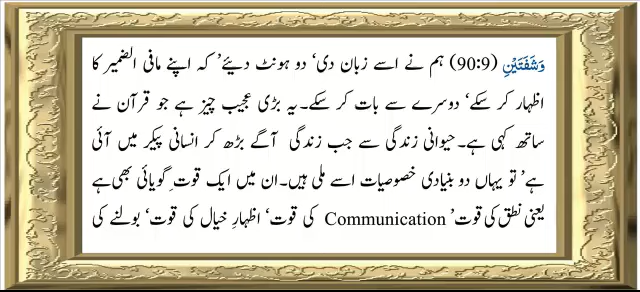 وَشَفَتَیْنِ (90:9) ہم نے اسے زبان دی‘ دو ہونٹ دیئے’ کہ اپنے مافی الضمیر کا
اظہار کر سکے‘ دوسرے سے بات کر سکے۔ یہ بڑی عجیب چیز ہے جو قرآن نے
ساتھ کہی ہے۔ حیوانی زندگی سے جب زندگی آگے بڑھ کر انسانی پیکر میں آئی
ہے’ تو یہاں دو بنیادی خصوصیات اسے ملی ہیں۔ ان میں ایک قوتِ گویائی بھی ہے
یعنی نطق کی قوت’ Communication کی قوت‘ اظہارِ خیال کی قوت‘ بولنے کی